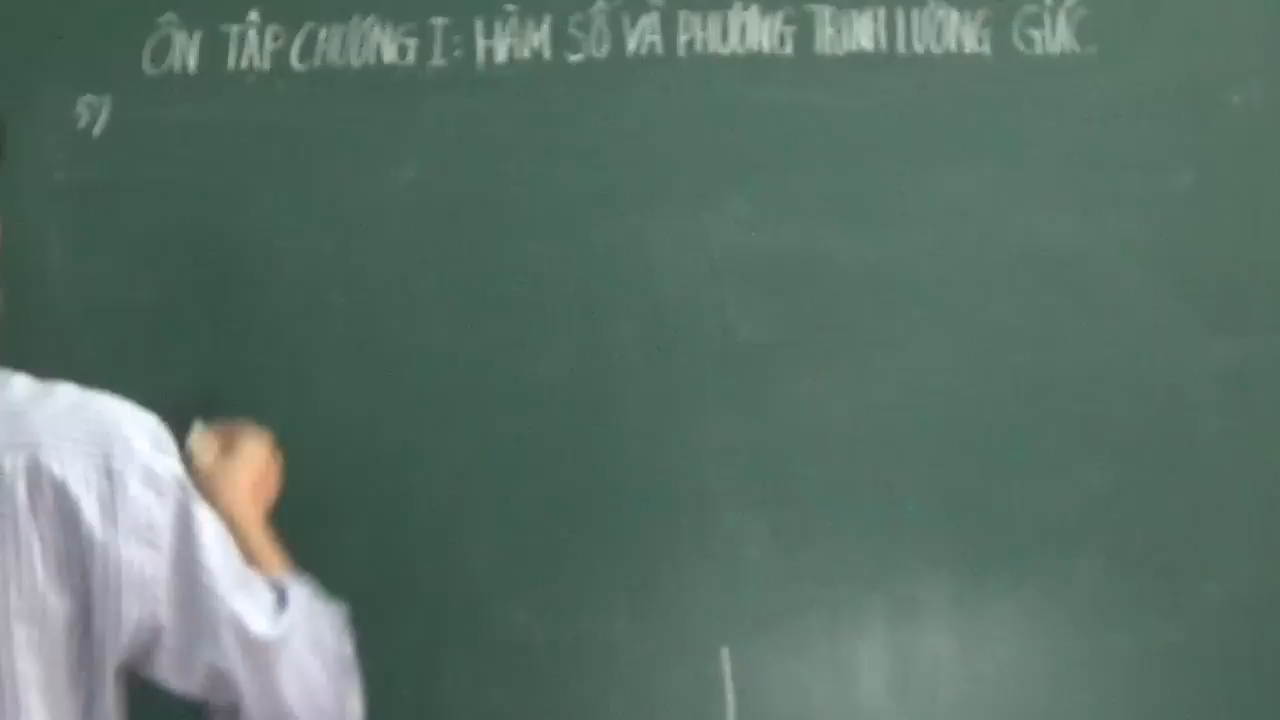 ÔN TẬP CHƯƠNG I: HÀM SỐ VÀ PHƯƠNG TRÌNH LƯỢNG GIÁC.
5)